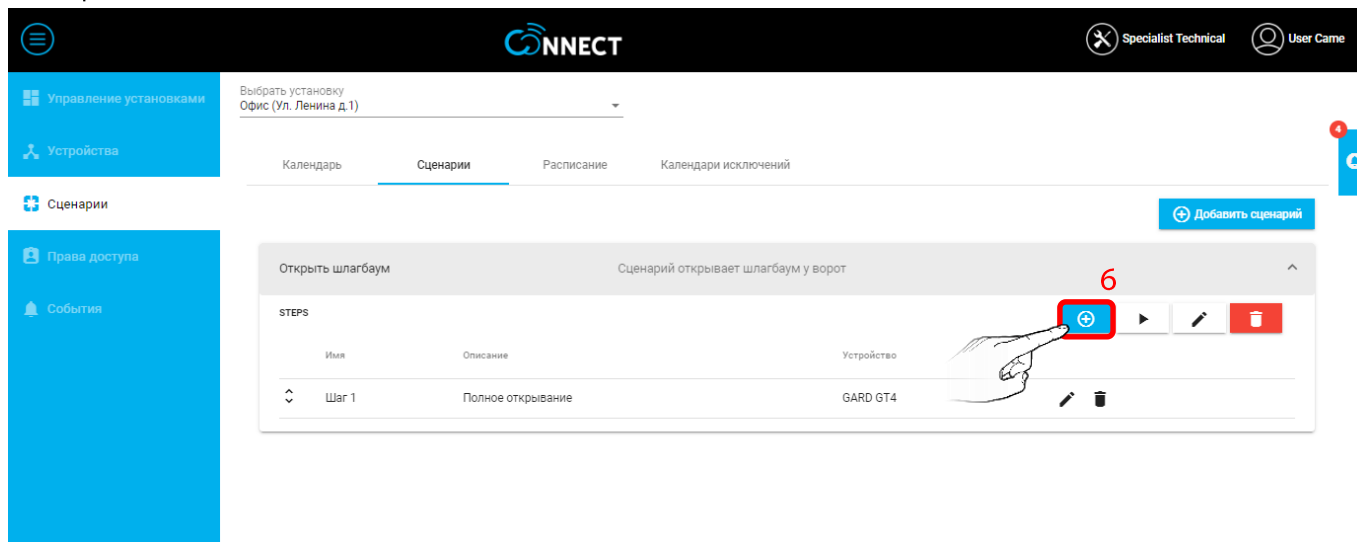 CONNECT
Specialist Technical
User Came
Управление установками
Устройства
Сценарии
Права доступа
События
Выбрать установку
Офис (Ул. Ленина д.1)
4
Календарь Сценарии Расписание Календари исключений
Добавить сценарий
Открыть шлагбаум Сценарий открывает шлагбаум у ворот
6
STEPS
Имя Описание Устройство
Шаг 1 Полное открывание GARD GT4